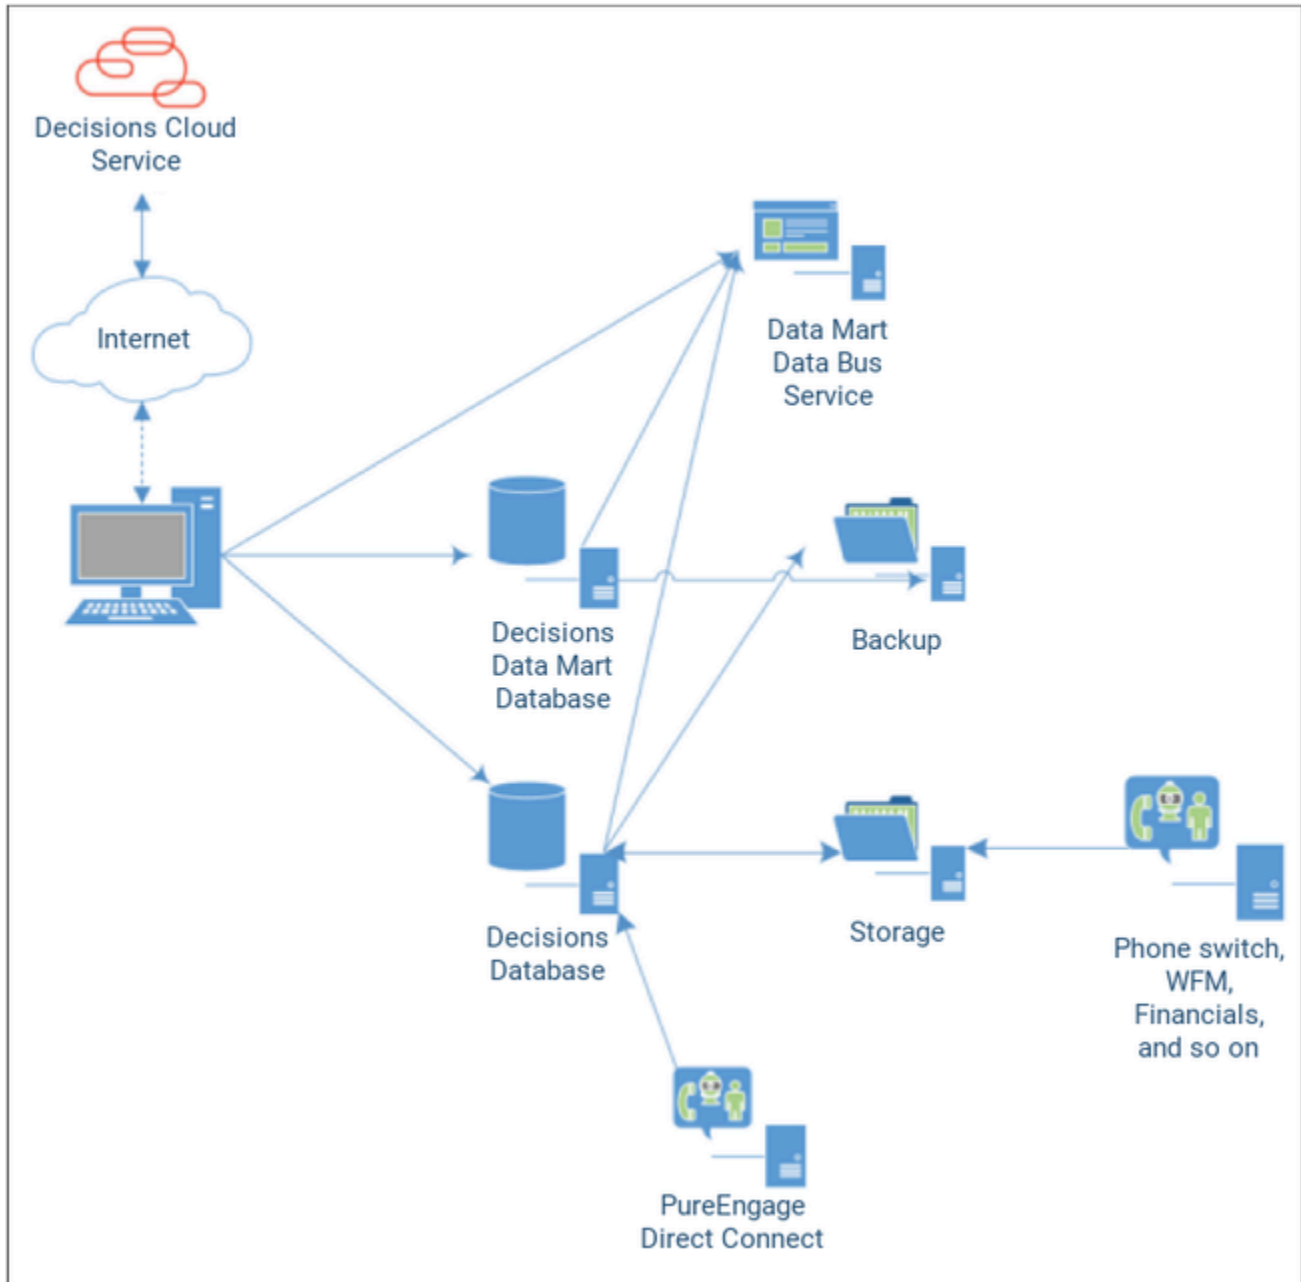 Decisions Cloud
Service
Internet
Data Mart
Data Bus
Service
Decisions
Data Mart
Database
Backup
Decisions
Database
Storage
Phone switch,
WFM,
Financials,
and so on
PureEngage
Direct Connect